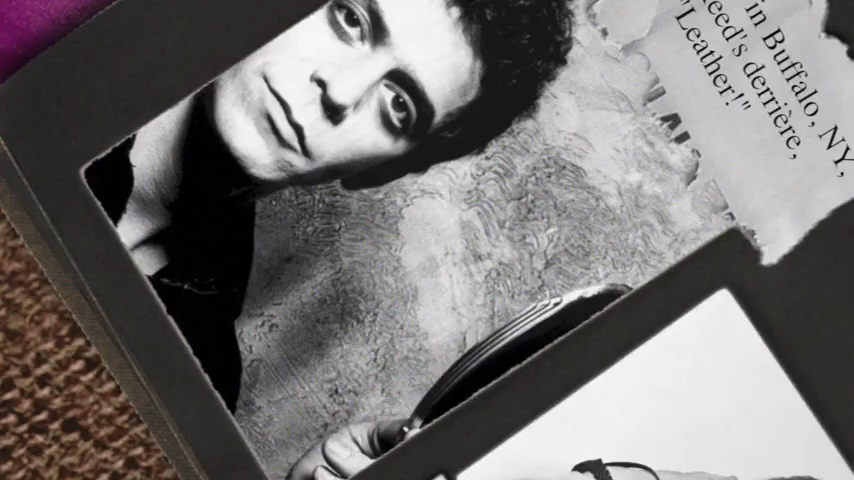 in Buffalo, NY,
eed's derrière,
"Leather!"